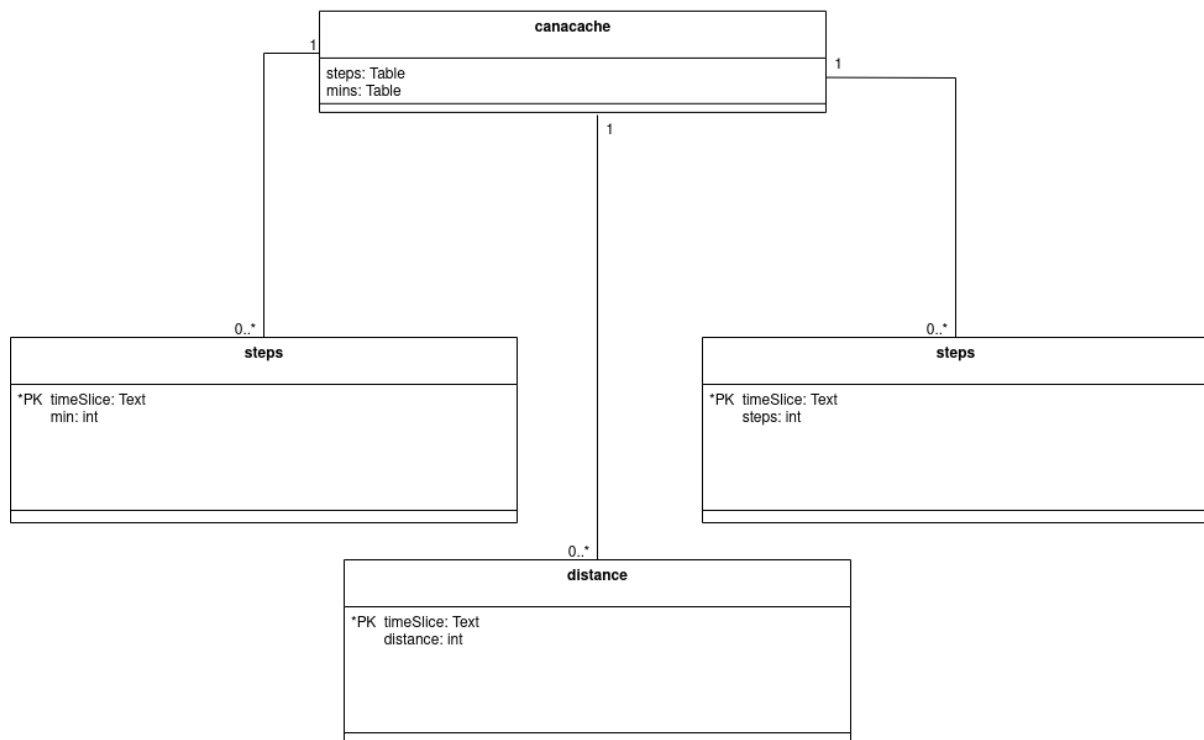 canacache
1
steps: Table
mins: Table
1
1
0..*
steps
*PK timeSlice: Text
min: int
0..*
steps
*PK timeSlice: Text
steps: int
0..*
distance
*PK timeSlice: Text
distance: int